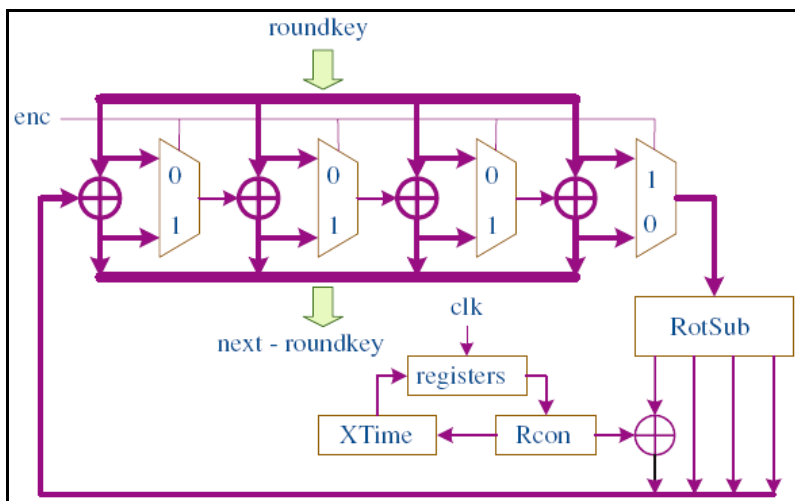 roundkey
enc
0 0 0 1
1 1 1 0
clk
RotSub
next - roundkey
registers
XTime
Rcon